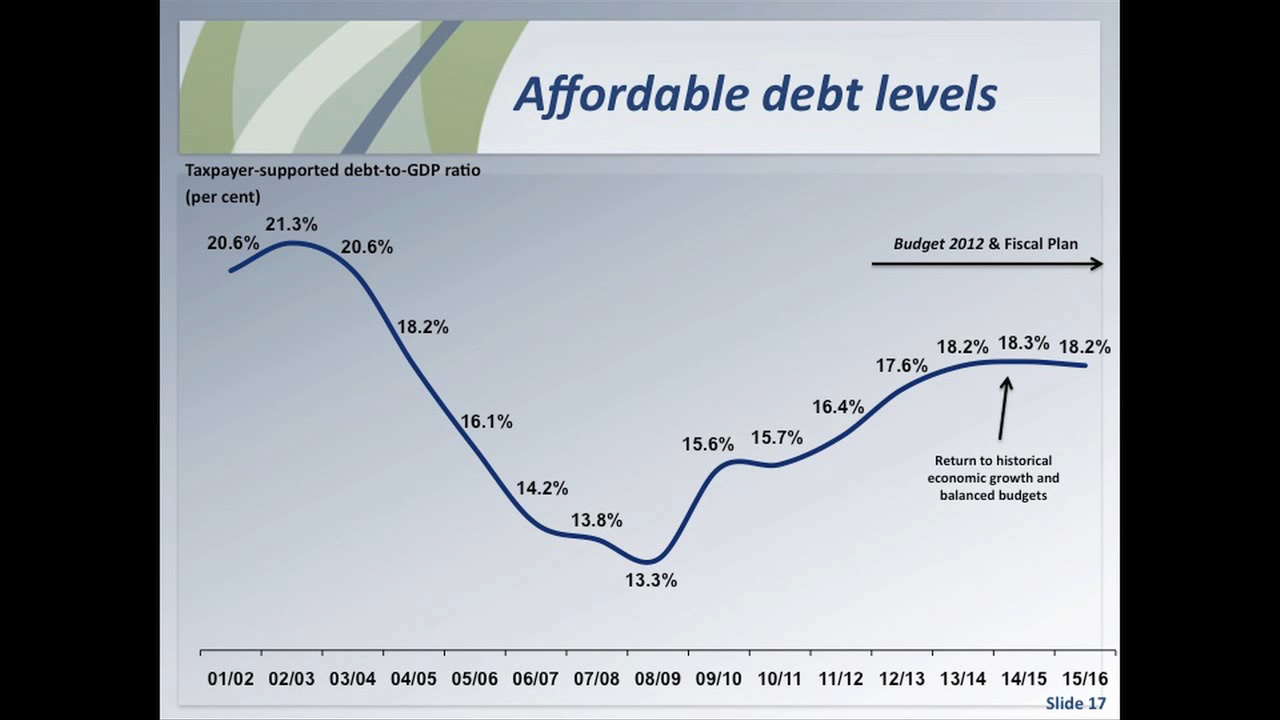 Affordable debt levels
Taxpayer-supported debt-to-GDP ratio
(per cent)
20.6%
21.3%
20.6%
18.2%
16.1%
14.2%
13.8%
13.3%
15.6%
15.7%
16.4%
17.6%
18.2%
18.3%
18.2%
Budget 2012 & Fiscal Plan
Return to historical
economic growth and
balanced budgets
01/02 02/03 03/04 04/05 05/06 06/07 07/08 08/09 09/10 10/11 11/12 12/13 13/14 14/15 15/16
Slide 17